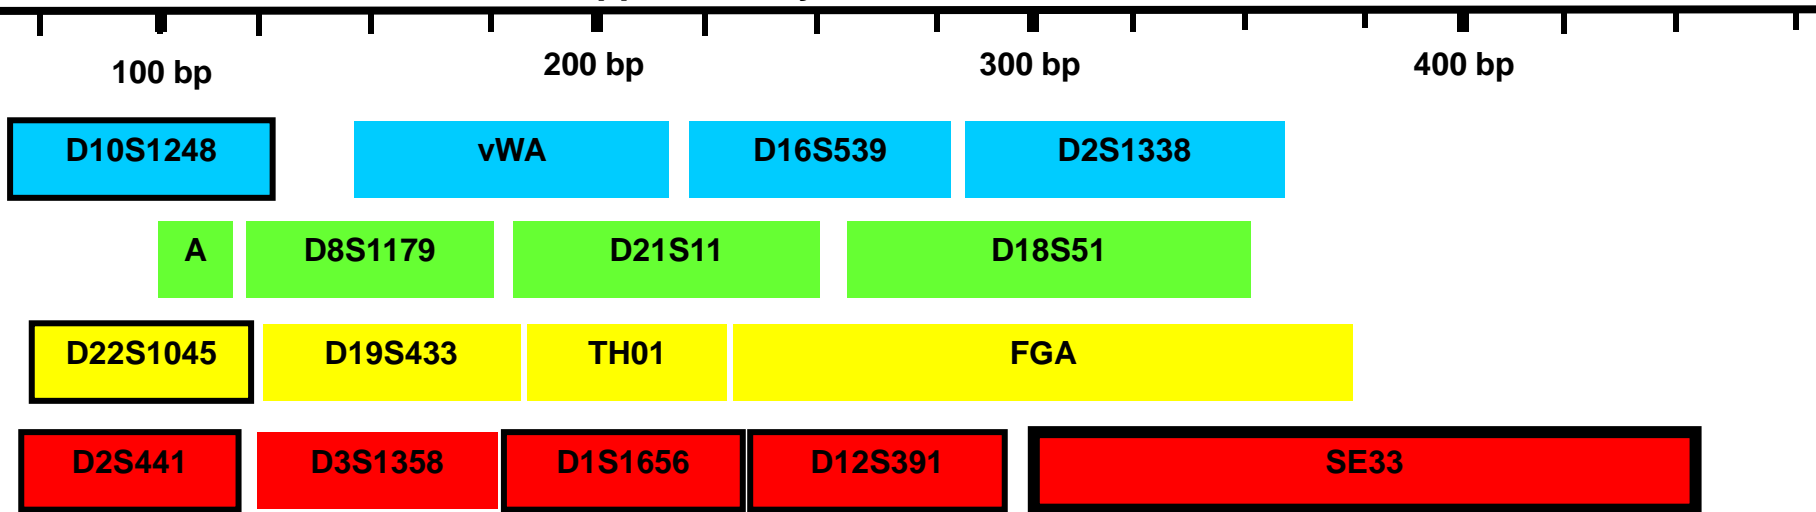 100 bp 200 bp 300 bp 400 bp
D10S1248 vWA D16S539 D2S1338
A D8S1179 D21S11 D18S51
D22S1045 D19S433 TH01 FGA
D2S441 D3S1358 D1S1656 D12S391 SE33